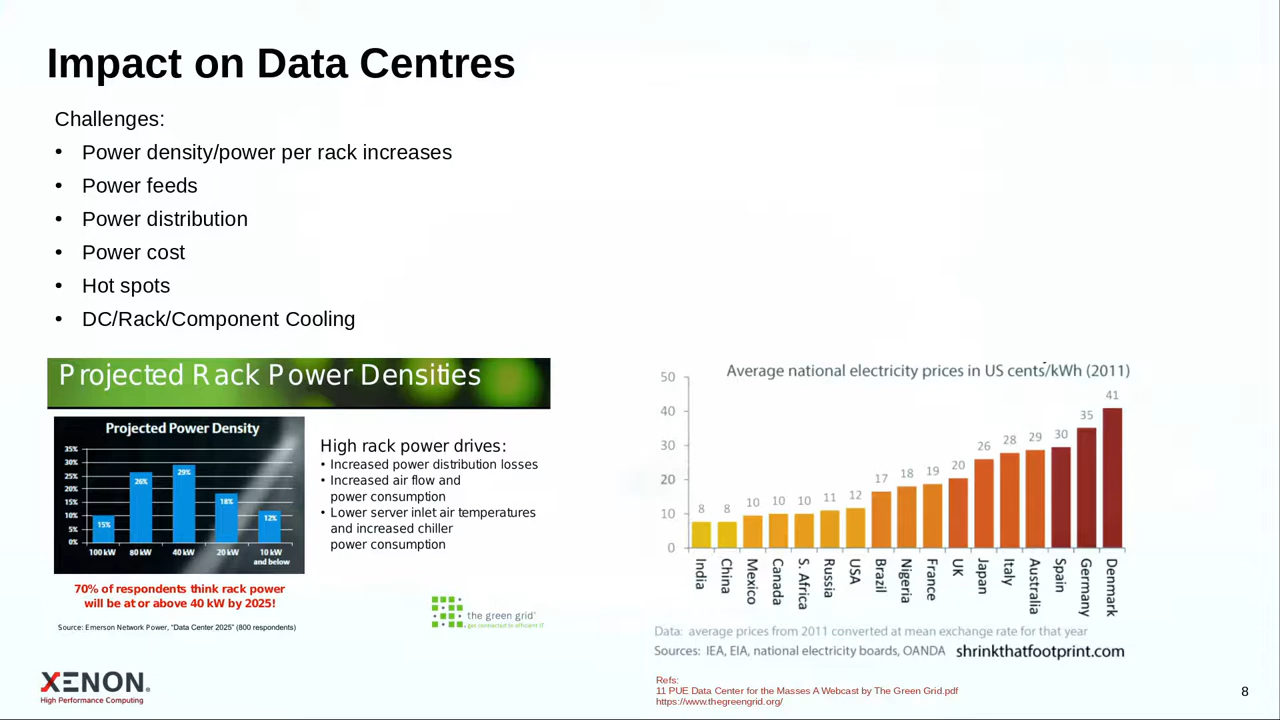 Impact on Data Centres
Challenges:
• Power density/power per rack increases
• Power feeds
• Power distribution
• Power cost
• Hot spots
• DC/Rack/Component Cooling
Projected Rack Power Densities
Projected Power Density
35%
30%
25%
20%
15%
10%
5%
0%
15%
26%
29%
18%
12%
100 kW 80 kW 40 kW 20 kW 10 kW
and below
70% of respondents think rack power
will be at or above 40 kW by 2025!
Source: Emerson Network Power, "Data Center 2025" (800 respondents)
High rack power drives:
• Increased power distribution losses
• Increased air flow and
power consumption
• Lower server inlet air temperatures
and increased chiller
power consumption
the green grid
get connected to efficient IT
Average national electricity prices in US cents/kWh (2011)
50
40
30
20
10
0
8 8 10 10 10 11 12 17 18 19 20 26 28 29 30 35 41
India China Mexico Canada S. Africa Russia USA Brazil Nigeria France UK Japan Italy Australia Spain Germany Denmark
Data: average prices from 2011 converted at mean exchange rate for that year
Sources: IEA, EIA, national electricity boards, OANDA shrinkthatfootprint.com
XENON
High Performance Computing
Refs:
11 PUE Data Center for the Masses A Webcast by The Green Grid.pdf
https://www.thegreengrid.org/
8